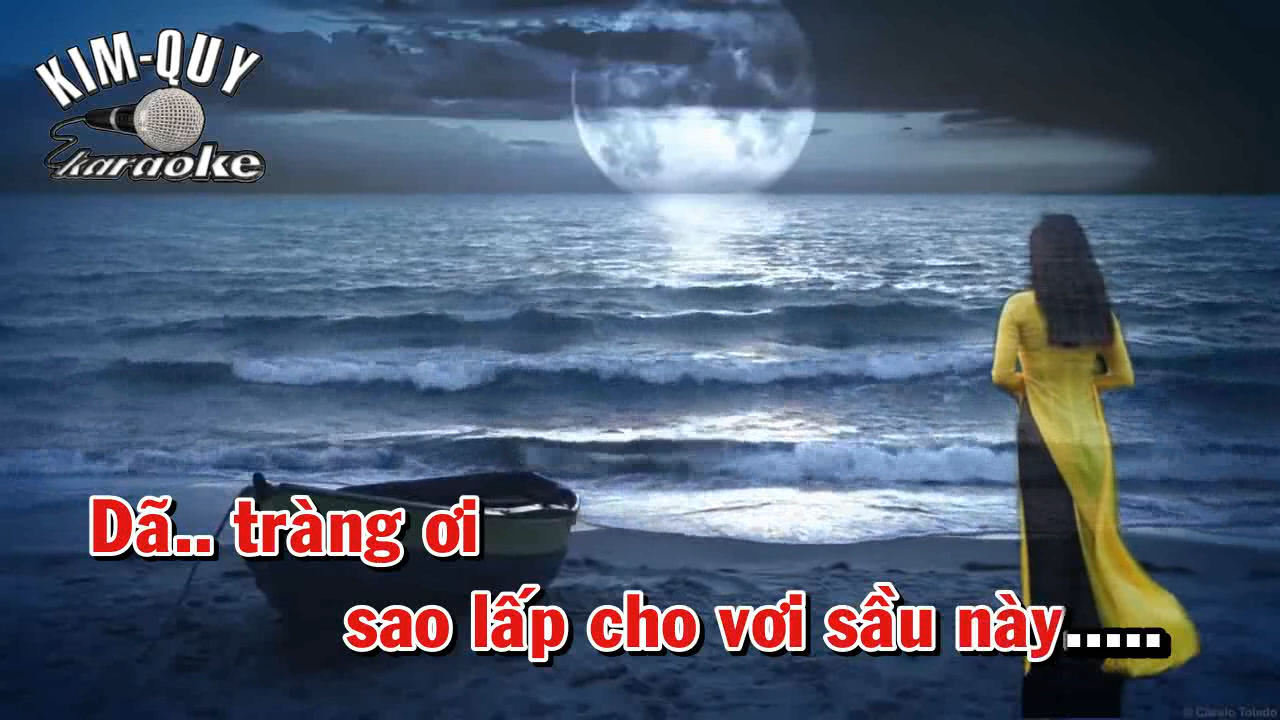 KIM-QUY
karaoke
Dã.. tràng ơi
sao lấp cho vơi sầu này.....